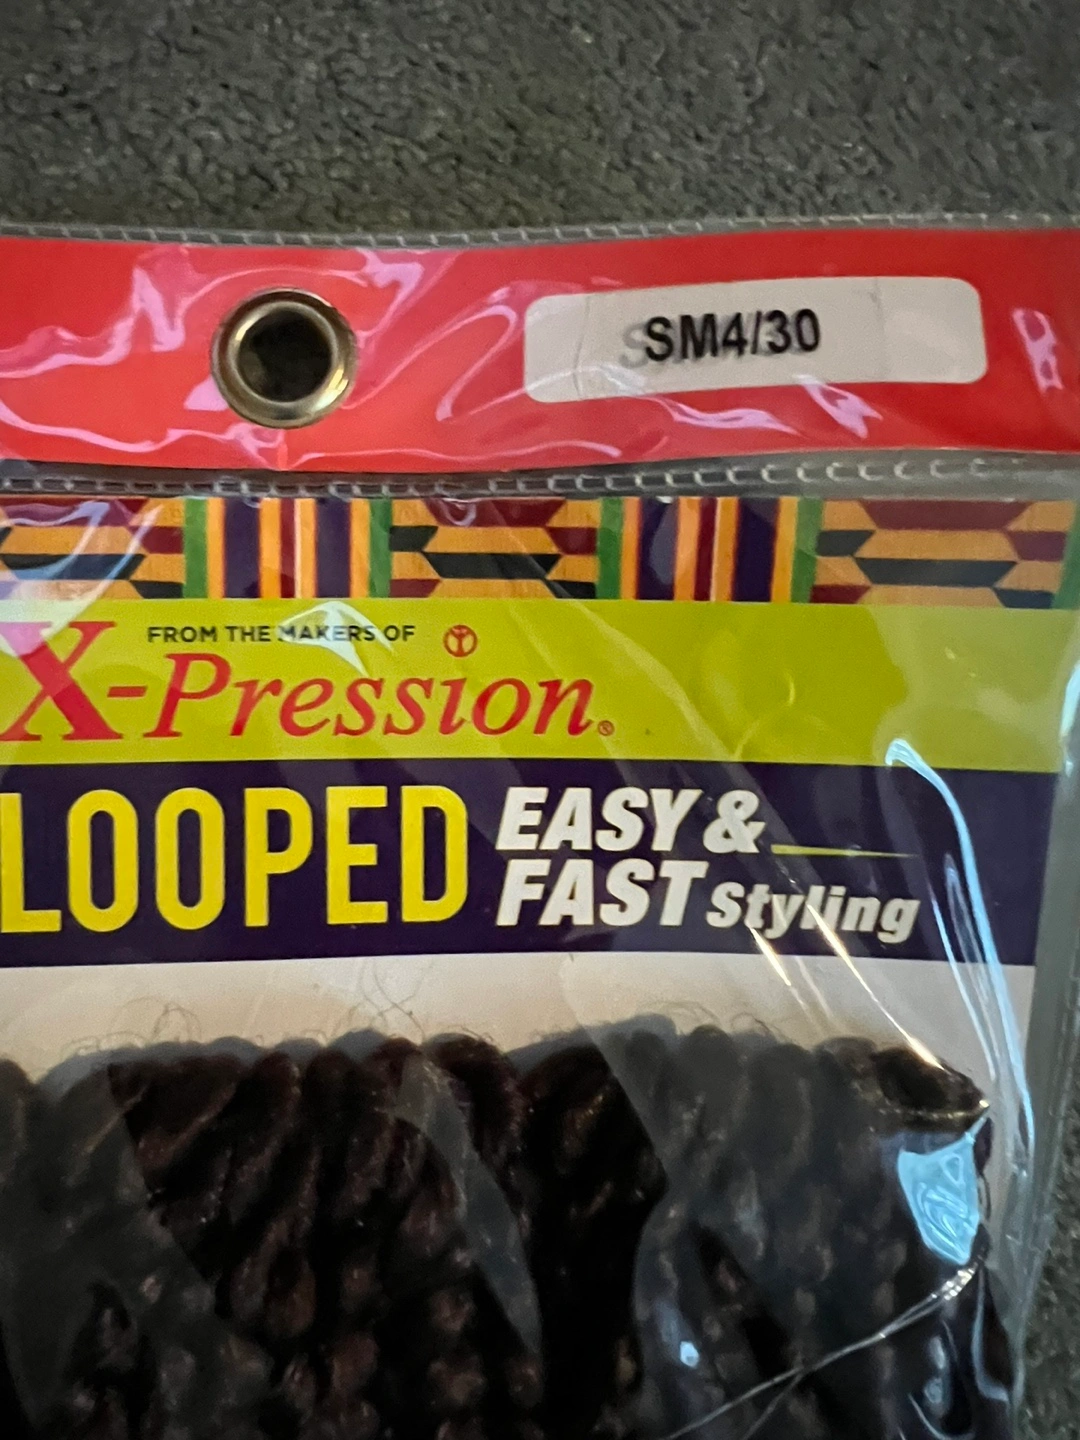 SM4/30
FROM THE MAKERS OF
X-Pression®
LOOPED
EASY &
FAST Styling